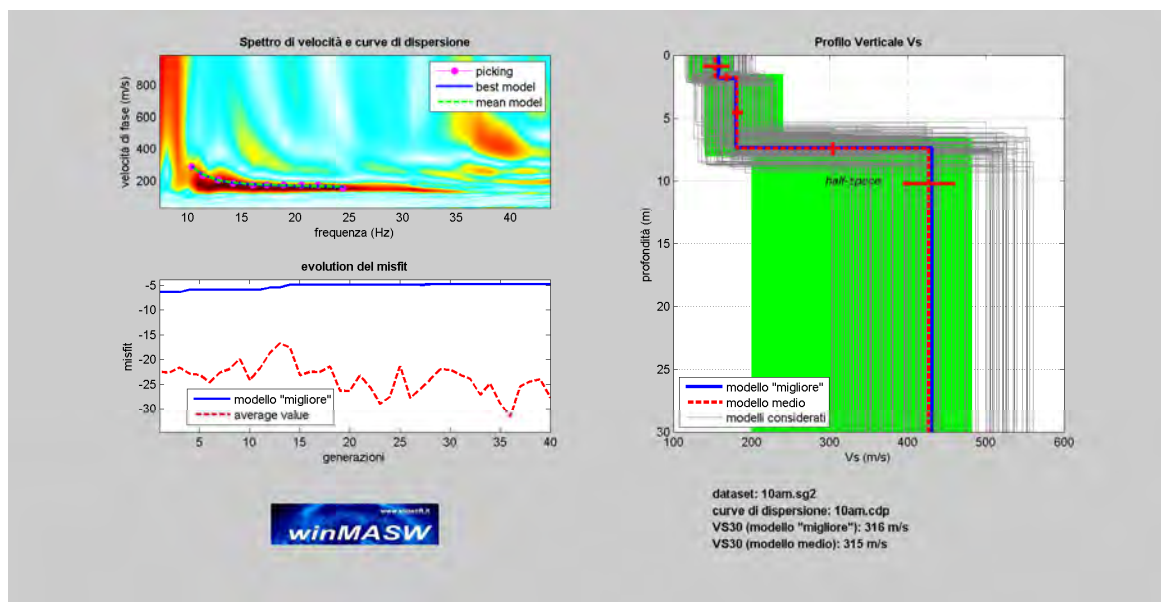 Spettro di velocità e curve di dispersione
picking
best model
mean model
velocità di fase (m/s)
800
600
400
200
10
15
20
25
30
35
40
frequenza (Hz)
evolution del misfit
-5
-10
-15
-20
-25
-30
misfit
modello "migliore"
average value
5
10
15
20
25
30
35
40
generazioni
www.eliosoft.it
winMASW
Profilo Verticale Vs
0
5
10
15
20
25
30
profondità (m)
half-space
modello "migliore"
modello medio
modelli considerati
100
200
300
400
500
600
Vs (m/s)
dataset: 10am.sg2
curve di dispersione: 10am.cdp
VS30 (modello "migliore"): 316 m/s
VS30 (modello medio): 315 m/s